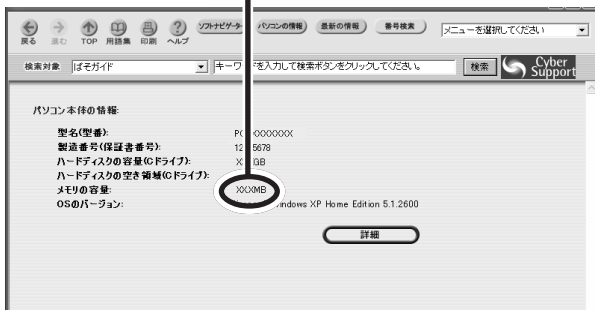 ソフトナビゲーター パソコンの情報 最新の情報 番号検索 メニューを選択してください
戻る 進む TOP 用語集 印刷 ヘルプ
検索対象 ぱそガイド キーワードを入力して検索ボタンをクリックしてください。 検索 Cyber Support
パソコン本体の情報:
型名(型番):
製造番号(保証書番号):
ハードディスクの容量(Cドライブ):
ハードディスクの空き領域(Cドライブ):
メモリの容量: XXXMB
OSのバージョン: Windows XP Home Edition 5.1.2600
詳細